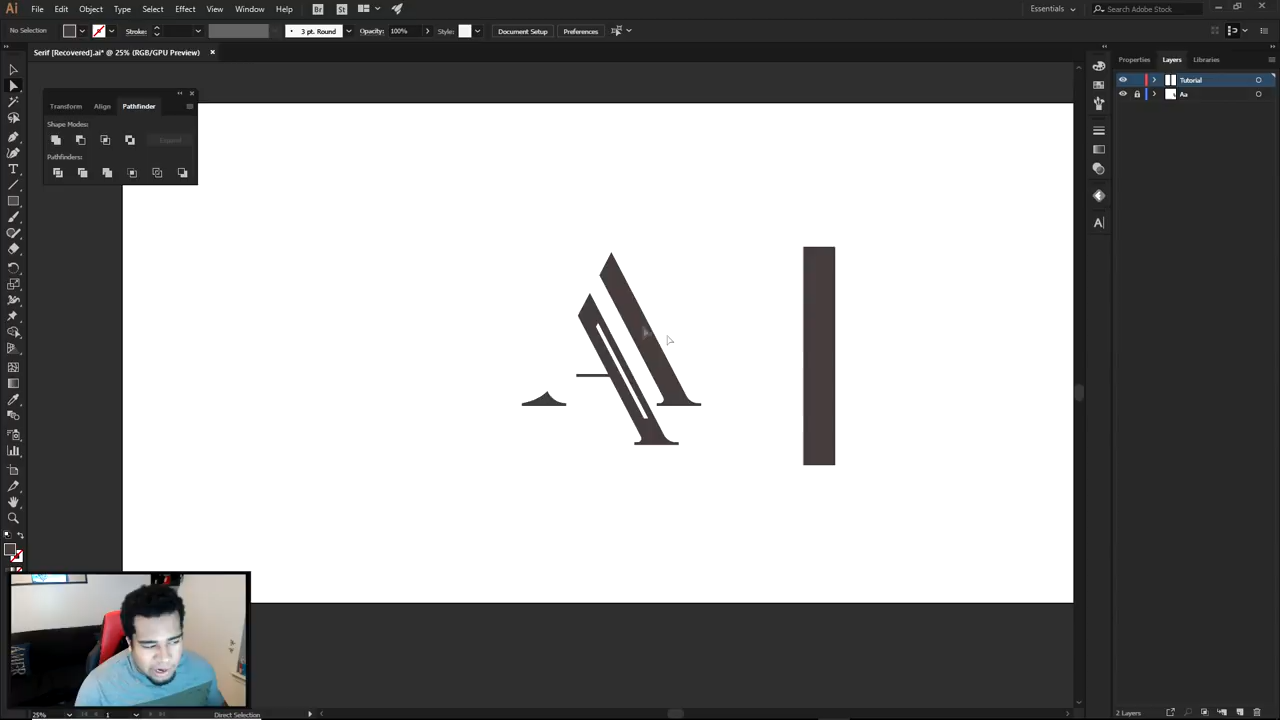 Ai File Edit Object Type Select Effect View Window Help Br St Essentials Search Adobe Stock
No Selection Stroke: 3 pt. Round Opacity: 100% Style: Document Setup Preferences
Serif [Recovered].ai* @ 25% (RGB/GPU Preview) ×
Properties Layers Libraries
Tutorial
Aa
Transform Align Pathfinder
Shape Modes:
Expand
Pathfinders:
A
25% 1 Direct Selection
2 Layers